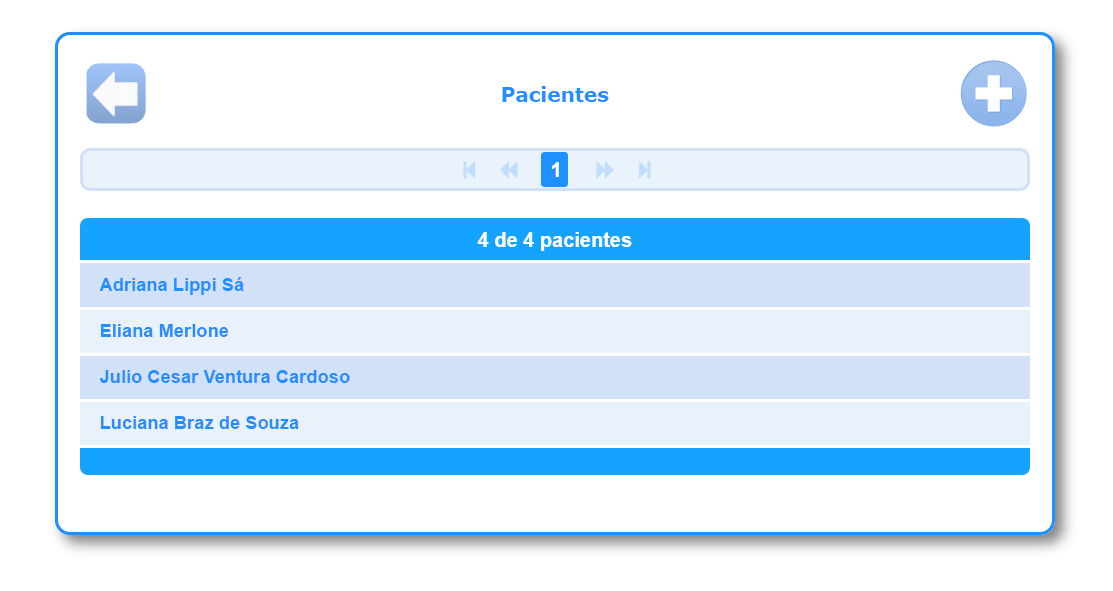 Pacientes
1
4 de 4 pacientes
Adriana Lippi Sá
Eliana Merlone
Julio Cesar Ventura Cardoso
Luciana Braz de Souza